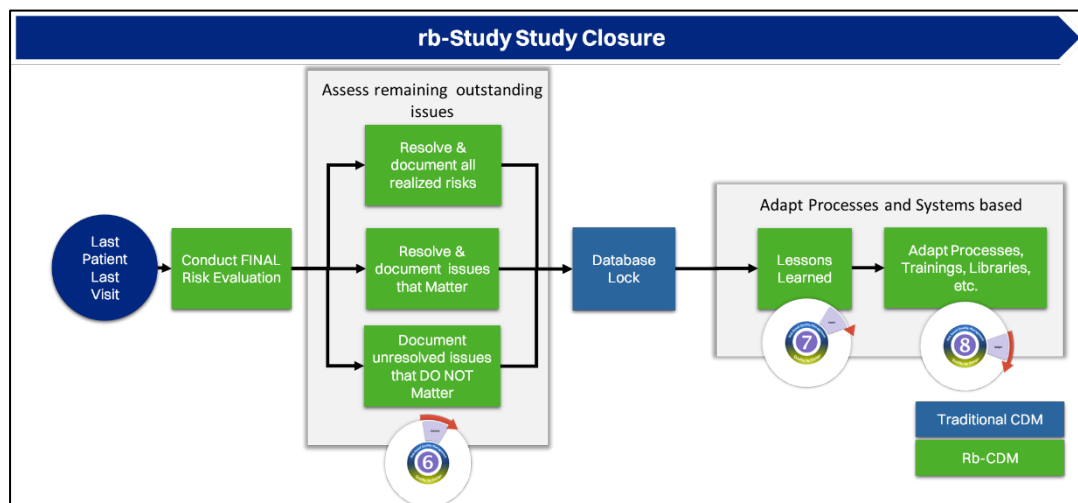 rb-Study Study Closure
Assess remaining outstanding
issues
Resolve &
document all
realized risks
Last
Patient
Last
Visit
Conduct FINAL
Risk Evaluation
Resolve &
document issues
that Matter
Document
unresolved issues
that DO NOT
Matter
6
Database
Lock
Adapt Processes and Systems based
Lessons
Learned
7
Adapt Processes,
Trainings, Libraries,
etc.
8
Traditional CDM
Rb-CDM